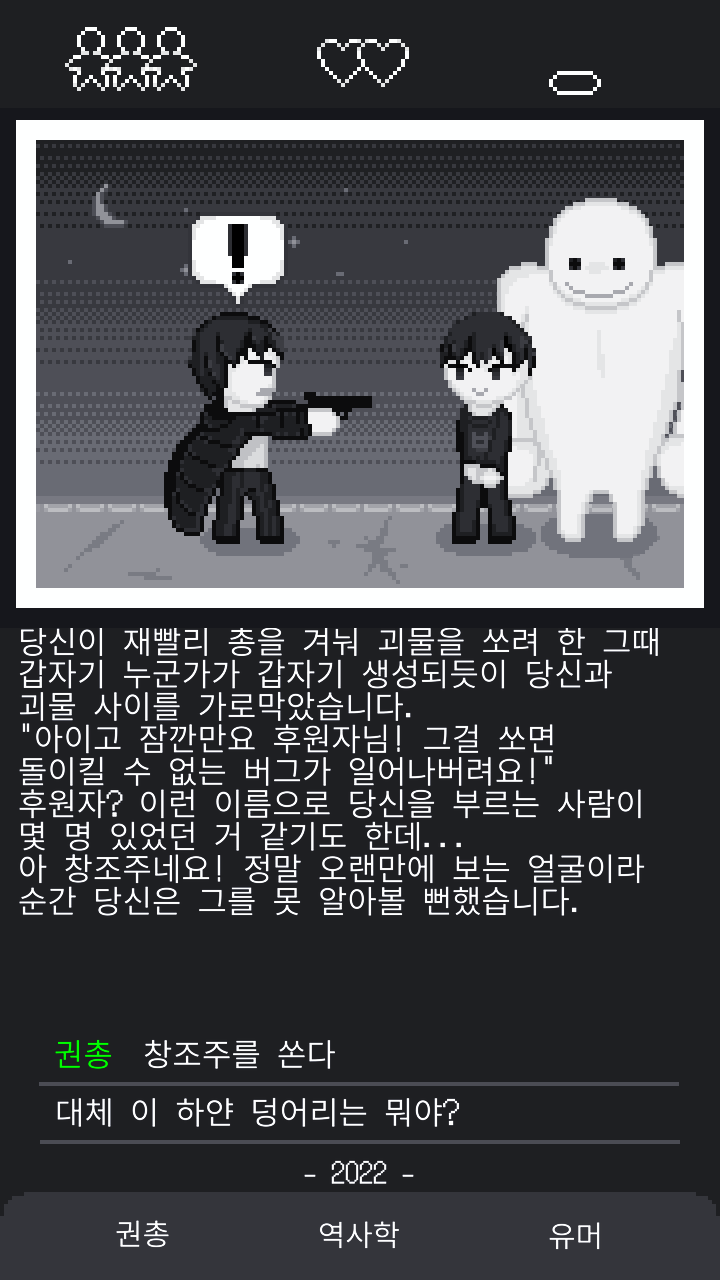 !
당신이 재빨리 총을 겨눠 괴물을 쏘려 한 그때
갑자기 누군가가 갑자기 생성되듯이 당신과
괴물 사이를 가로막았습니다.
"아이고 잠깐만요 후원자님! 그걸 쏘면
돌이킬 수 없는 버그가 일어나버려요!"
후원자? 이런 이름으로 당신을 부르는 사람이
몇 명 있었던 거 같기도 한데...
아 창조주네요! 정말 오랜만에 보는 얼굴이라
순간 당신은 그를 못 알아볼 뻔했습니다.
권총 창조주를 쏜다
대체 이 하얀 덩어리는 뭐야?
- 2022 -
권총 역사학 유머